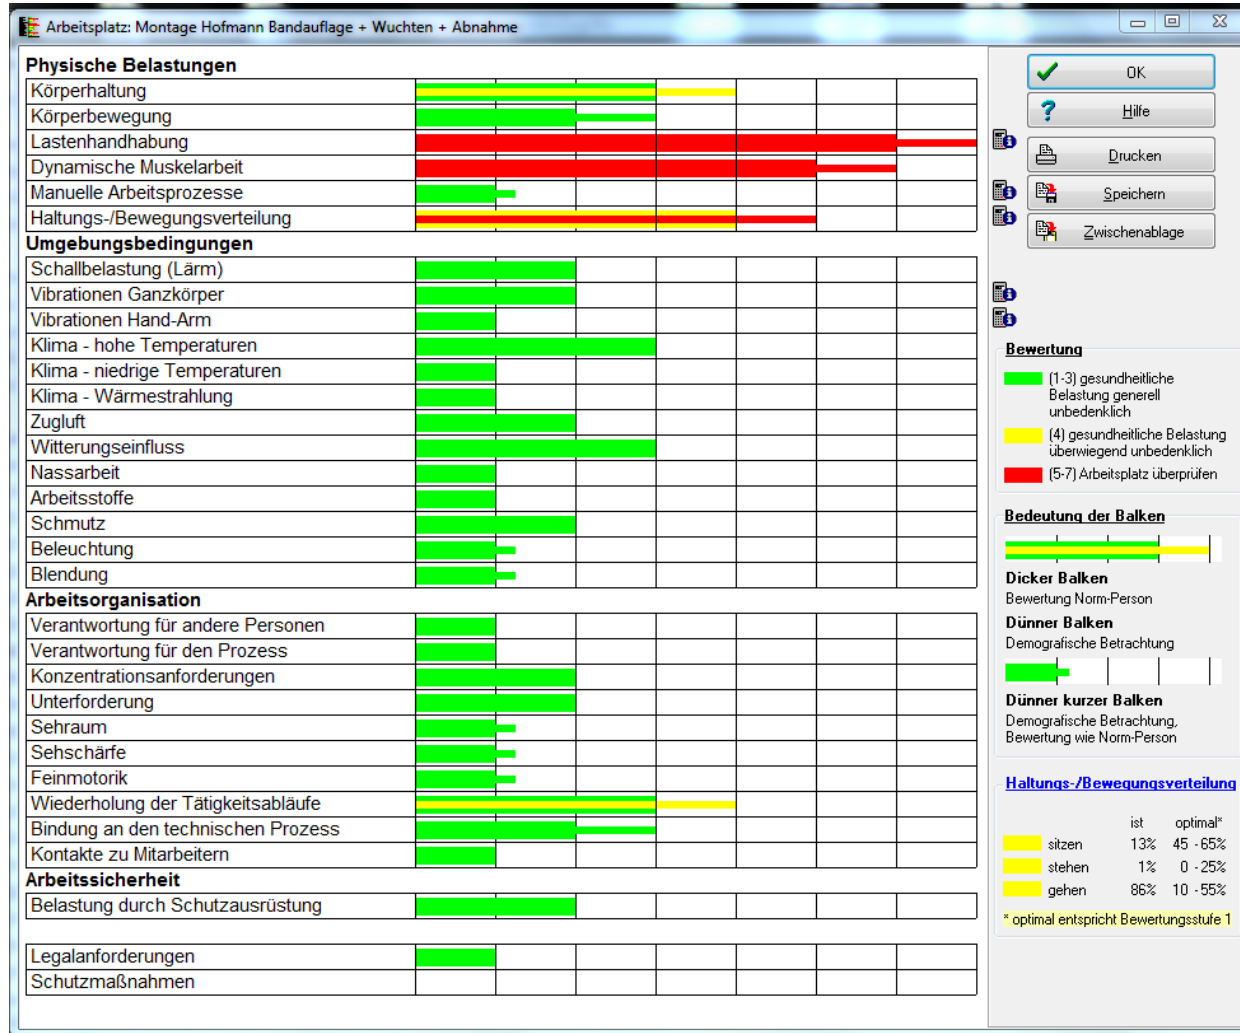 Arbeitsplatz: Montage Hofmann Bandauflage + Wuchten + Abnahme
Physische Belastungen
Körperhaltung
Körperbewegung
Lastenhandhabung
Dynamische Muskelarbeit
Manuelle Arbeitsprozesse
Haltungs-/Bewegungsverteilung
Umgebungsbedingungen
Schallbelastung (Lärm)
Vibrationen Ganzkörper
Vibrationen Hand-Arm
Klima - hohe Temperaturen
Klima - niedrige Temperaturen
Klima - Wärmestrahlung
Zugluft
Witterungseinfluss
Nassarbeit
Arbeitsstoffe
Schmutz
Beleuchtung
Blendung
Arbeitsorganisation
Verantwortung für andere Personen
Verantwortung für den Prozess
Konzentrationsanforderungen
Unterforderung
Sehraum
Sehschärfe
Feinmotorik
Wiederholung der Tätigkeitsabläufe
Bindung an den technischen Prozess
Kontakte zu Mitarbeitern
Arbeitssicherheit
Belastung durch Schutzausrüstung
Legalanforderungen
Schutzmaßnahmen
OK
Hilfe
Drucken
Speichern
Zwischenablage
Bewertung
(1-3) gesundheitliche
Belastung generell
unbedenklich
(4) gesundheitliche Belastung
überwiegend unbedenklich
(5-7) Arbeitsplatz überprüfen
Bedeutung der Balken
Dicker Balken
Bewertung Norm-Person
Dünner Balken
Demografische Betrachtung
Dünner kurzer Balken
Demografische Betrachtung,
Bewertung wie Norm-Person
Haltungs-/Bewegungsverteilung
ist optimal*
sitzen 13% 45 -65%
stehen 1% 0 -25%
gehen 86% 10 -55%
* optimal entspricht Bewertungsstufe 1